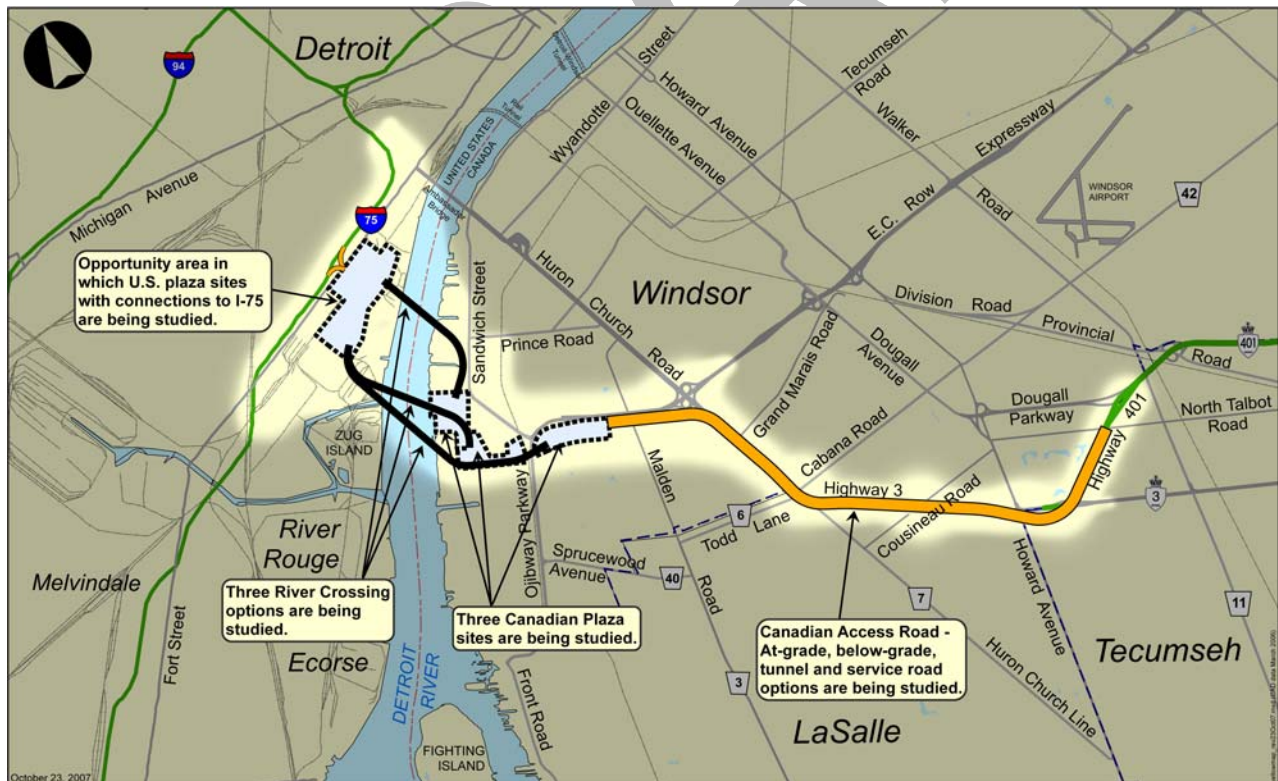 Detroit
94
Michigan Avenue
75
Opportunity area in
which U.S. plaza sites
with connections to I-75
are being studied.
UNITED STATES
CANADA
Ambassador
Bridge
Rail
Tunnel
Detroit-Windsor
Tunnel
Wyandotte
Street
Howard Avenue
Ouellette Avenue
Tecumseh
Road
Walker
Road
E.C. Row
Expressway
WINDSOR
AIRPORT
42
Windsor
Huron
Church
Road
Sandwich Street
Prince Road
Division Road
Provincial
Road
401
Grand Marais Road
Dougall
Avenue
Dougall
Parkway
North Talbot
Road
Highway 401
Cabana Road
Highway 3
3
Cousineau Road
Todd Lane
6
Malden
Road
ZUG
ISLAND
River
Rouge
Melvindale
Three River Crossing
options are being
studied.
Ojibway Parkway
Sprucewood
Avenue
40
Three Canadian Plaza
sites are being studied.
Canadian Access Road -
At-grade, below-grade,
tunnel and service road
options are being studied.
7
Howard Avenue
11
Tecumseh
Huron Church Line
3
LaSalle
Fort Street
Ecorse
DETROIT
RIVER
Front Road
FIGHTING
ISLAND
October 23, 2007